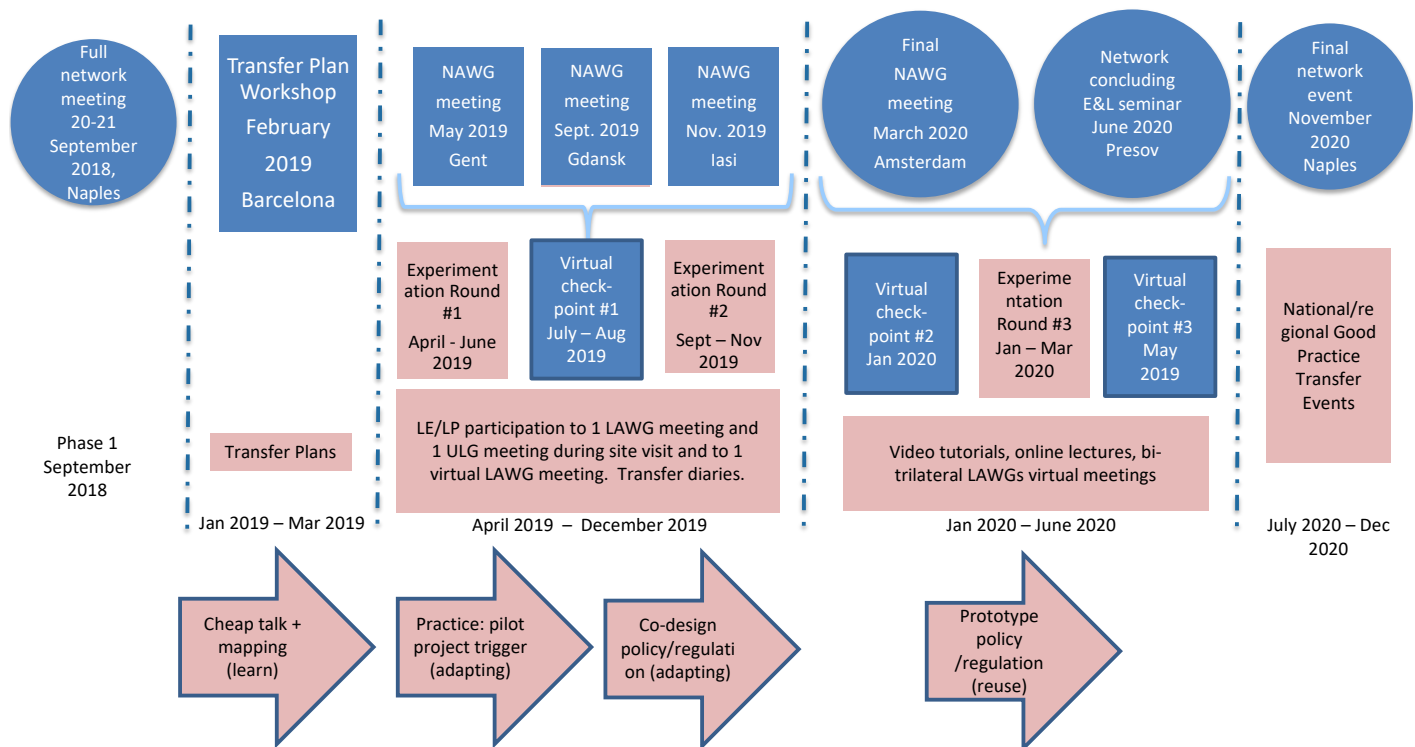 Full
network
meeting
20-21
September
2018,
Naples
Transfer Plan
Workshop
February
2019
Barcelona
NAWG
meeting
May 2019
Gent
NAWG
meeting
Sept. 2019
Gdansk
NAWG
meeting
Nov. 2019
Iasi
Final
NAWG
meeting
March 2020
Amsterdam
Network
concluding
E&L seminar
June 2020
Presov
Final
network
event
November
2020
Naples
Experiment
ation Round
#1
April - June
2019
Virtual
check-
point #1
July – Aug
2019
Experiment
ation Round
#2
Sept – Nov
2019
Virtual
check-
point #2
Jan 2020
Experime
ntation
Round #3
Jan – Mar
2020
Virtual
check-
point #3
May
2019
National/re
gional Good
Practice
Transfer
Events
Phase 1
September
2018
Transfer Plans
LE/LP participation to 1 LAWG meeting and
1 ULG meeting during site visit and to 1
virtual LAWG meeting.  Transfer diaries.
Video tutorials, online lectures, bi-
trilateral LAWGs virtual meetings
Jan 2019 – Mar 2019
April 2019  –  December 2019
Jan 2020 – June 2020
July 2020 – Dec
2020
Cheap talk +
mapping
(learn)
Practice: pilot
project trigger
(adapting)
Co-design
policy/regulati
on (adapting)
Prototype
policy
/regulation
(reuse)